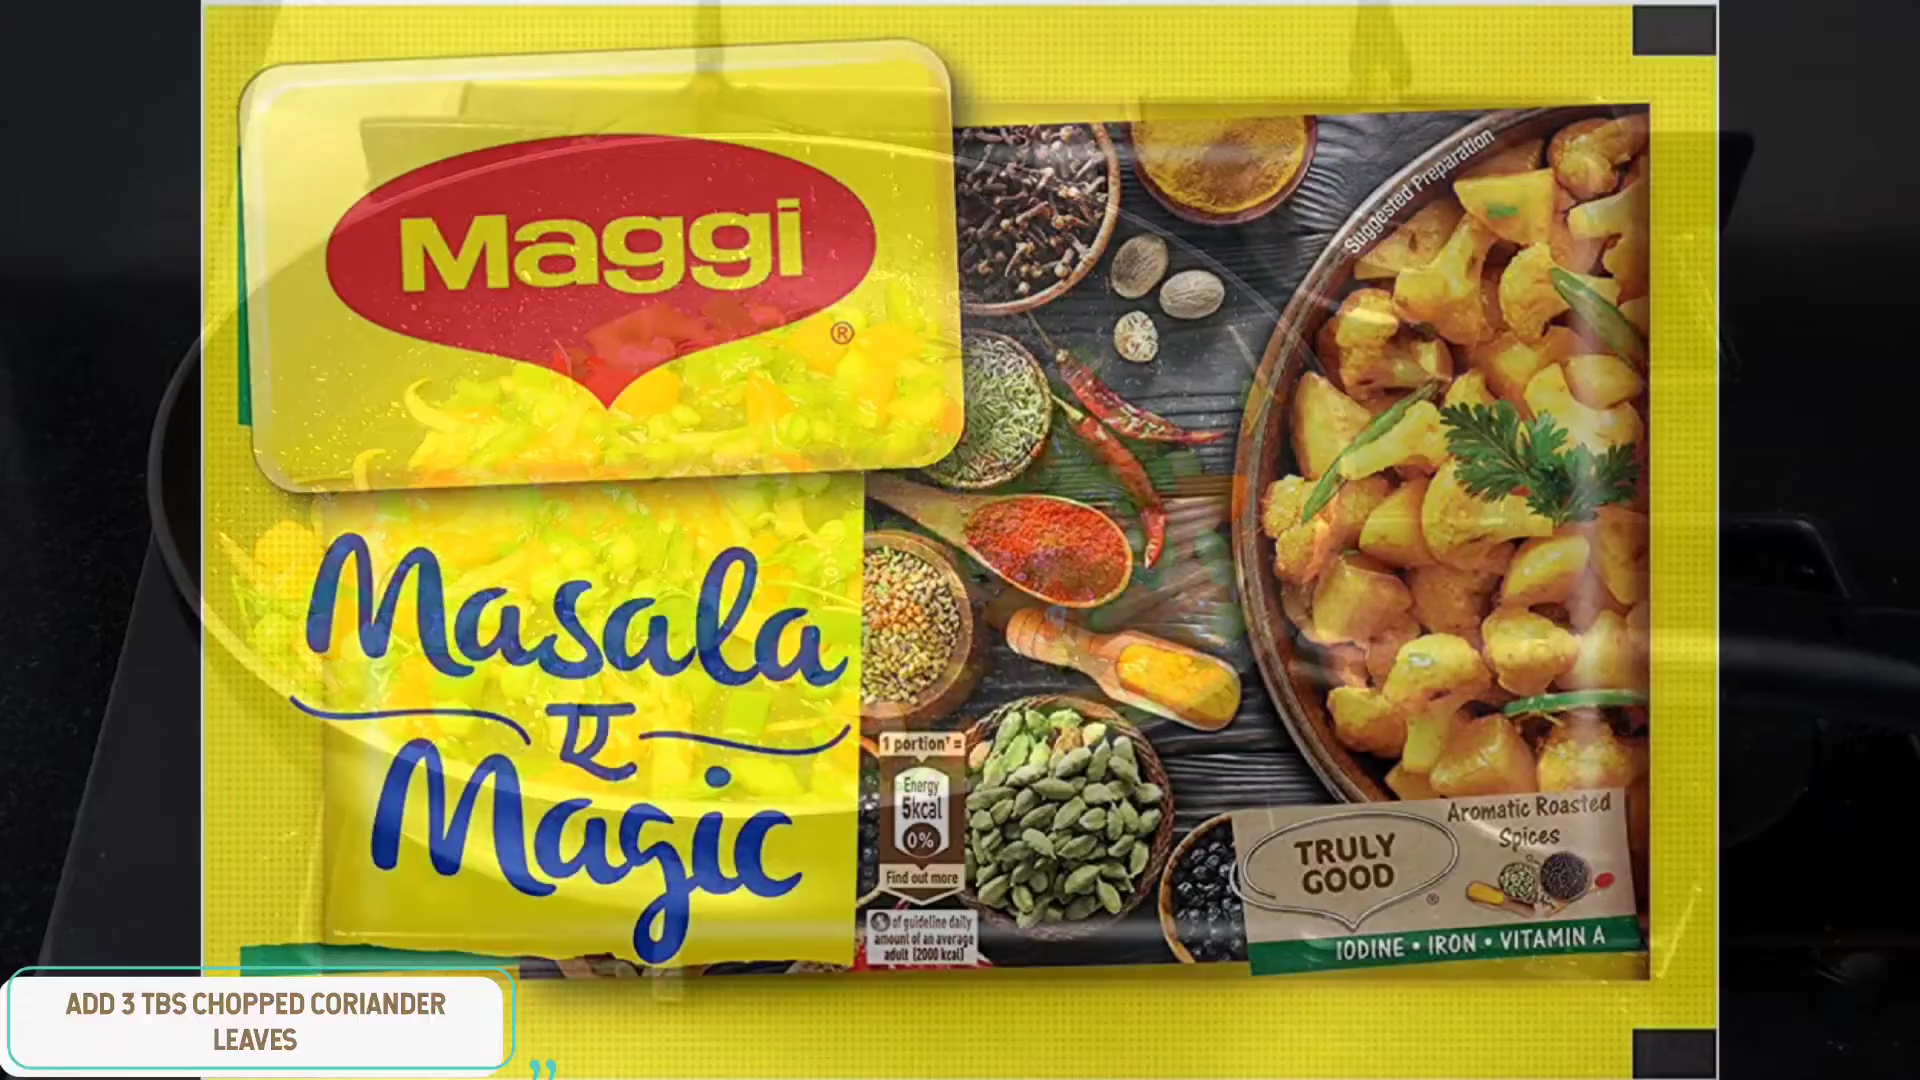 Maggi
®
Masala
ए
Magic
Suggested Preparation
1 portion* =
Energy
5kcal
0%
Find out more
% of guideline daily
amount of an average
adult (2000 kcal)
Aromatic Roasted
Spices
TRULY
GOOD
®
IODINE • IRON • VITAMIN A
ADD 3 TBS CHOPPED CORIANDER
LEAVES